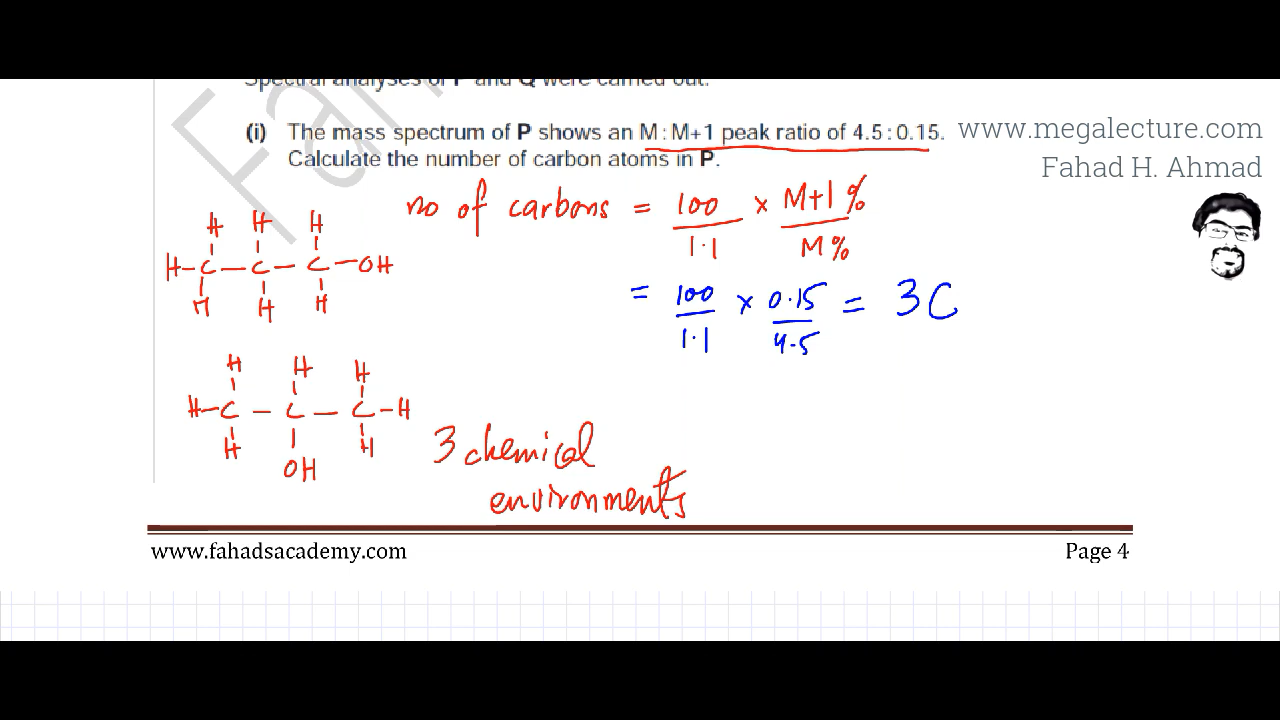 Spectral analyses of P and Q were carried out.
(i) The mass spectrum of P shows an M : M+1 peak ratio of 4.5 : 0.15.
Calculate the number of carbon atoms in P.
www.megalecture.com
Fahad H. Ahmad
no of carbons = 100/1.1 × M+1 %/M %
= 100/1.1 × 0.15/4.5 = 3C
H H H
H–C–C–C–OH
H H H
H H H
H–C–C–C–H
H OH H
3 chemical
environments
www.fahadsacademy.com Page 4